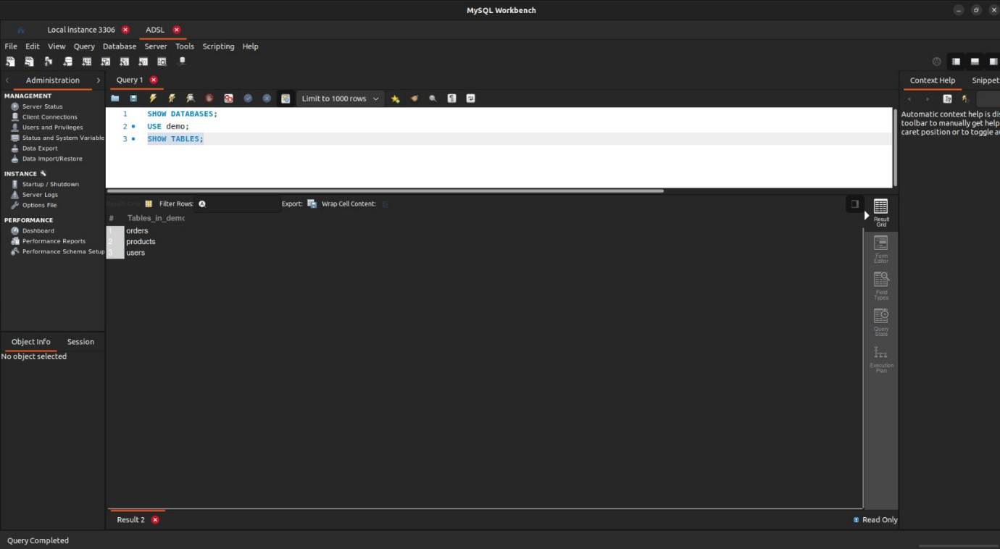 MySQL Workbench
Local instance 3306 ADSL
File Edit View Query Database Server Tools Scripting Help
Administration
MANAGEMENT
Server Status
Client Connections
Users and Privileges
Status and System Variable
Data Export
Data Import/Restore
INSTANCE
Startup / Shutdown
Server Logs
Options File
PERFORMANCE
Dashboard
Performance Reports
Performance Schema Setup
Object Info Session
No object selected
Query 1
Limit to 1000 rows
1 SHOW DATABASES;
2 USE demo;
3 SHOW TABLES;
Result Grid Filter Rows: Export: Wrap Cell Content:
# Tables_in_demo
1 orders
2 products
3 users
Result Grid
Form Editor
Field Types
Query Stats
Execution Plan
Result 2 Read Only
Context Help Snippet
Automatic context help is dis
toolbar to manually get help
caret position or to toggle au
Query Completed